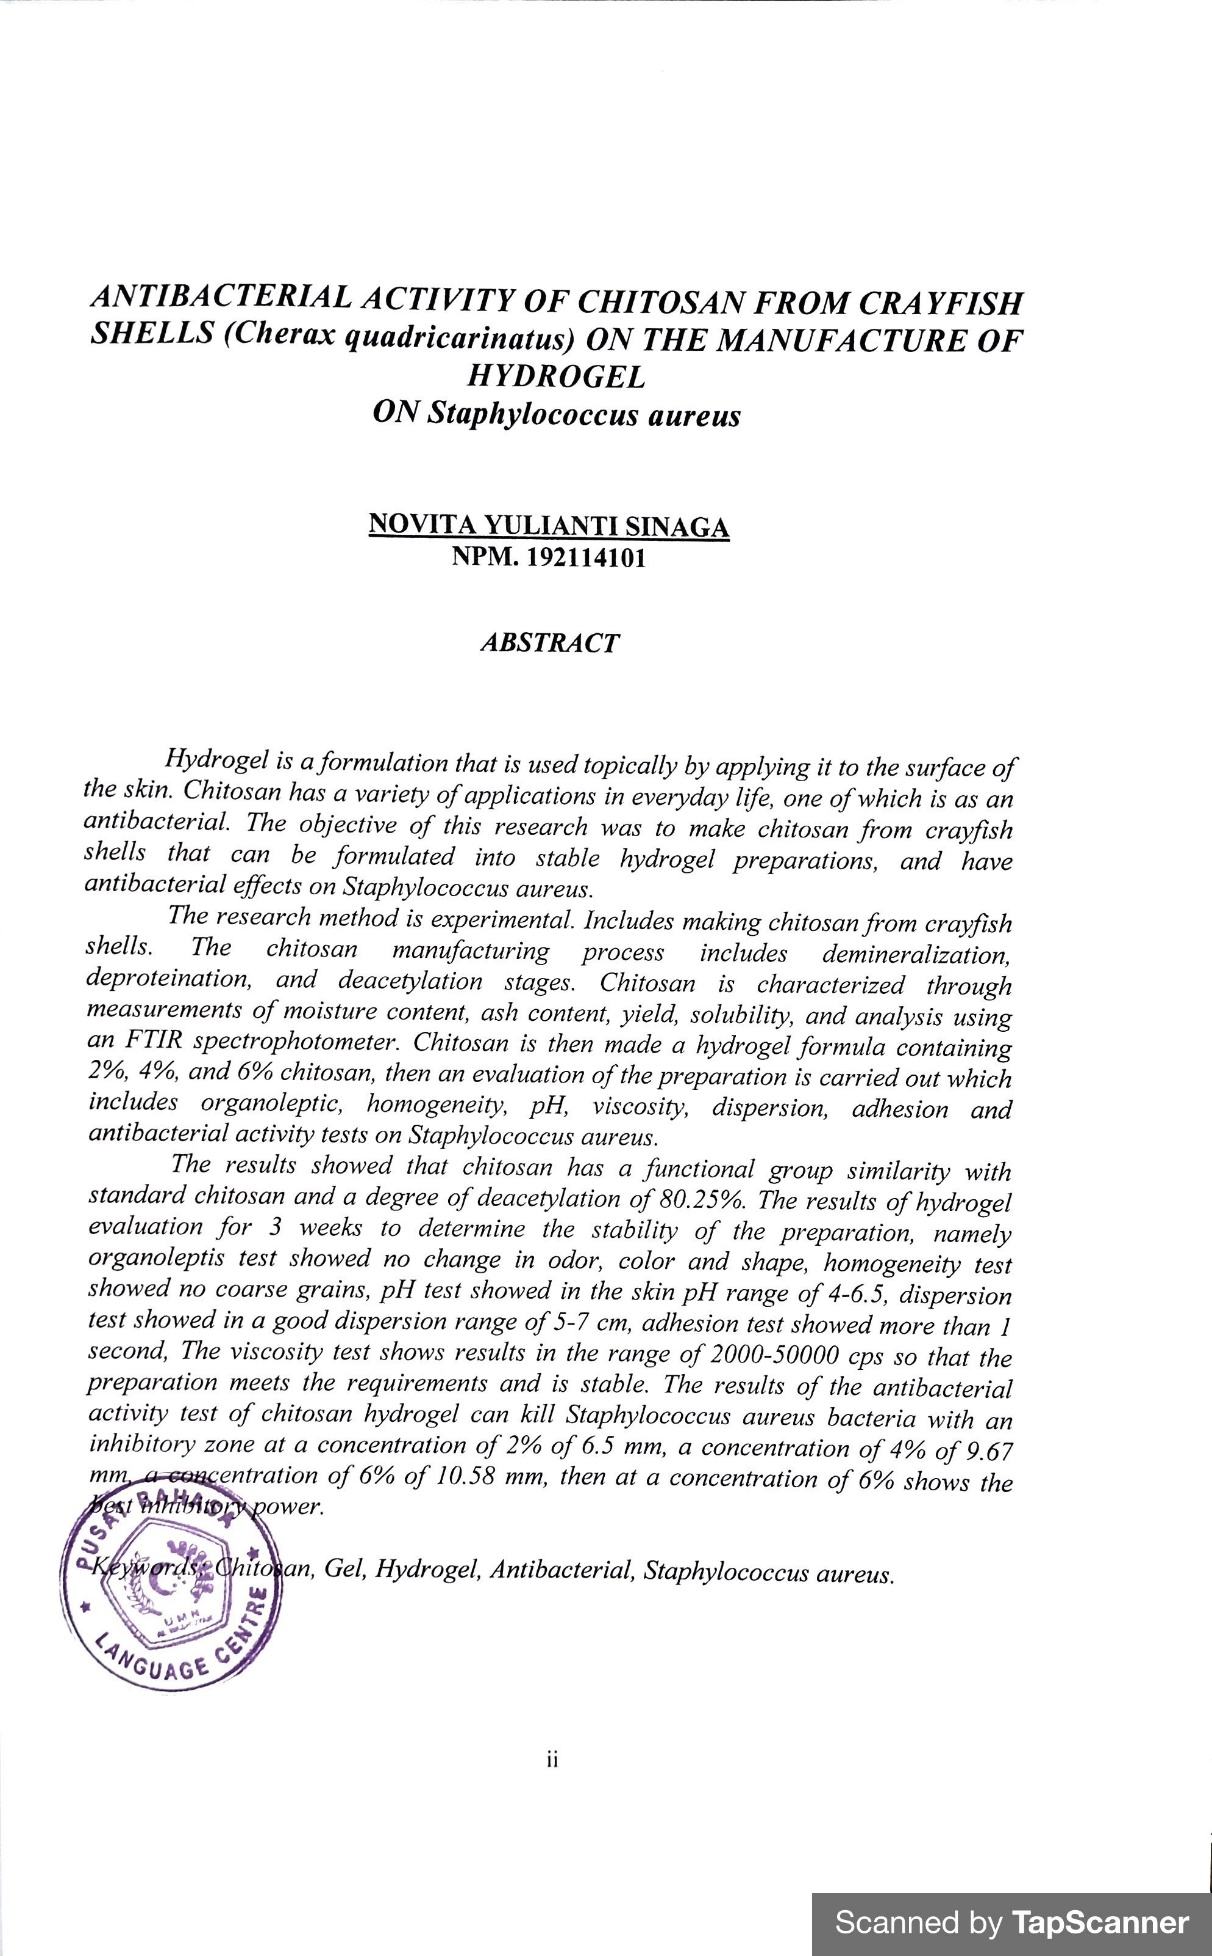 ANTIBACTERIAL ACTIVITY OF CHITOSAN FROM CRAYFISH
SHELLS (Cherax quadricarinatus) ON THE MANUFACTURE OF
HYDROGEL
ON Staphylococcus aureus
NOVITA YULIANTI SINAGA
NPM. 192114101
ABSTRACT
Hydrogel is a formulation that is used topically by applying it to the surface of
the skin. Chitosan has a variety of applications in everyday life, one of which is as an
antibacterial. The objective of this research was to make chitosan from crayfish
shells that can be formulated into stable hydrogel preparations, and have
antibacterial effects on Staphylococcus aureus.
The research method is experimental. Includes making chitosan from crayfish
shells. The chitosan manufacturing process includes demineralization,
deproteination, and deacetylation stages. Chitosan is characterized through
measurements of moisture content, ash content, yield, solubility, and analysis using
an FTIR spectrophotometer. Chitosan is then made a hydrogel formula containing
2%, 4%, and 6% chitosan, then an evaluation of the preparation is carried out which
includes organoleptic, homogeneity, pH, viscosity, dispersion, adhesion and
antibacterial activity tests on Staphylococcus aureus.
The results showed that chitosan has a functional group similarity with
standard chitosan and a degree of deacetylation of 80.25%. The results of hydrogel
evaluation for 3 weeks to determine the stability of the preparation, namely
organoleptis test showed no change in odor, color and shape, homogeneity test
showed no coarse grains, pH test showed in the skin pH range of 4-6.5, dispersion
test showed in a good dispersion range of 5-7 cm, adhesion test showed more than 1
second, The viscosity test shows results in the range of 2000-50000 cps so that the
preparation meets the requirements and is stable. The results of the antibacterial
activity test of chitosan hydrogel can kill Staphylococcus aureus bacteria with an
inhibitory zone at a concentration of 2% of 6.5 mm, a concentration of 4% of 9.67
mm, a concentration of 6% of 10.58 mm, then at a concentration of 6% shows the
best inhibitory power.
Keywords; Chitosan, Gel, Hydrogel, Antibacterial, Staphylococcus aureus.
PUSAT BAHASA
UMN
LANGUAGE CENTRE
ii
Scanned by TapScanner